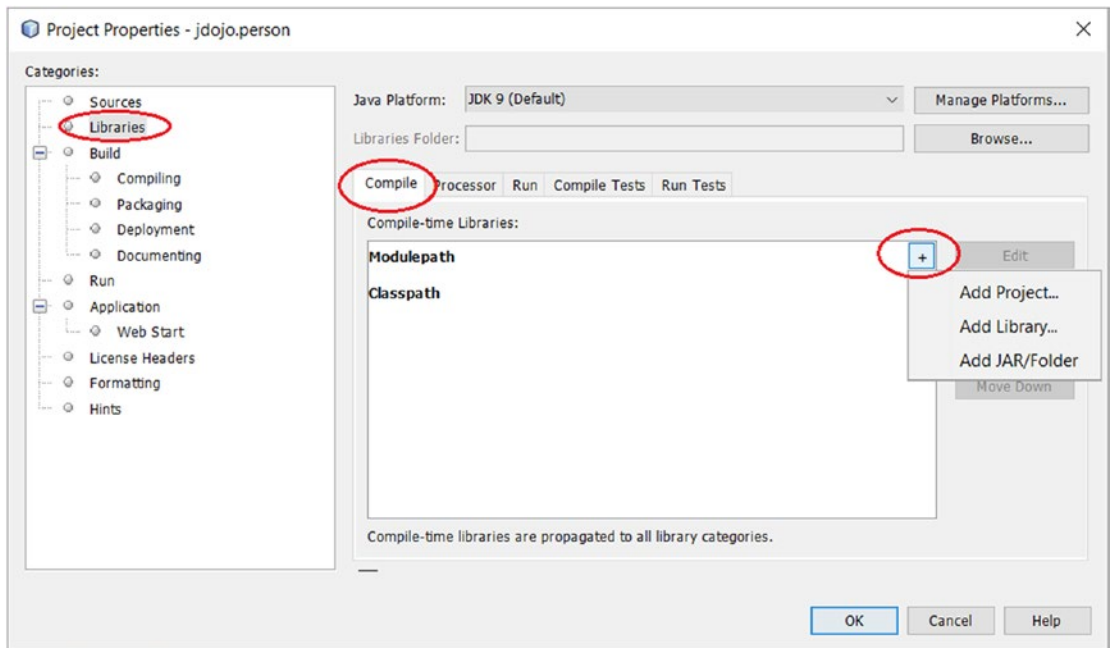 Project Properties - jdojo.person
Categories:
Sources
Libraries
Build
Compiling
Packaging
Deployment
Documenting
Run
Application
Web Start
License Headers
Formatting
Hints
Java Platform: JDK 9 (Default) Manage Platforms...
Libraries Folder: Browse...
Compile Processor Run Compile Tests Run Tests
Compile-time Libraries:
Modulepath + Edit
Classpath
Add Project...
Add Library...
Add JAR/Folder
Move Down
Compile-time libraries are propagated to all library categories.
OK Cancel Help